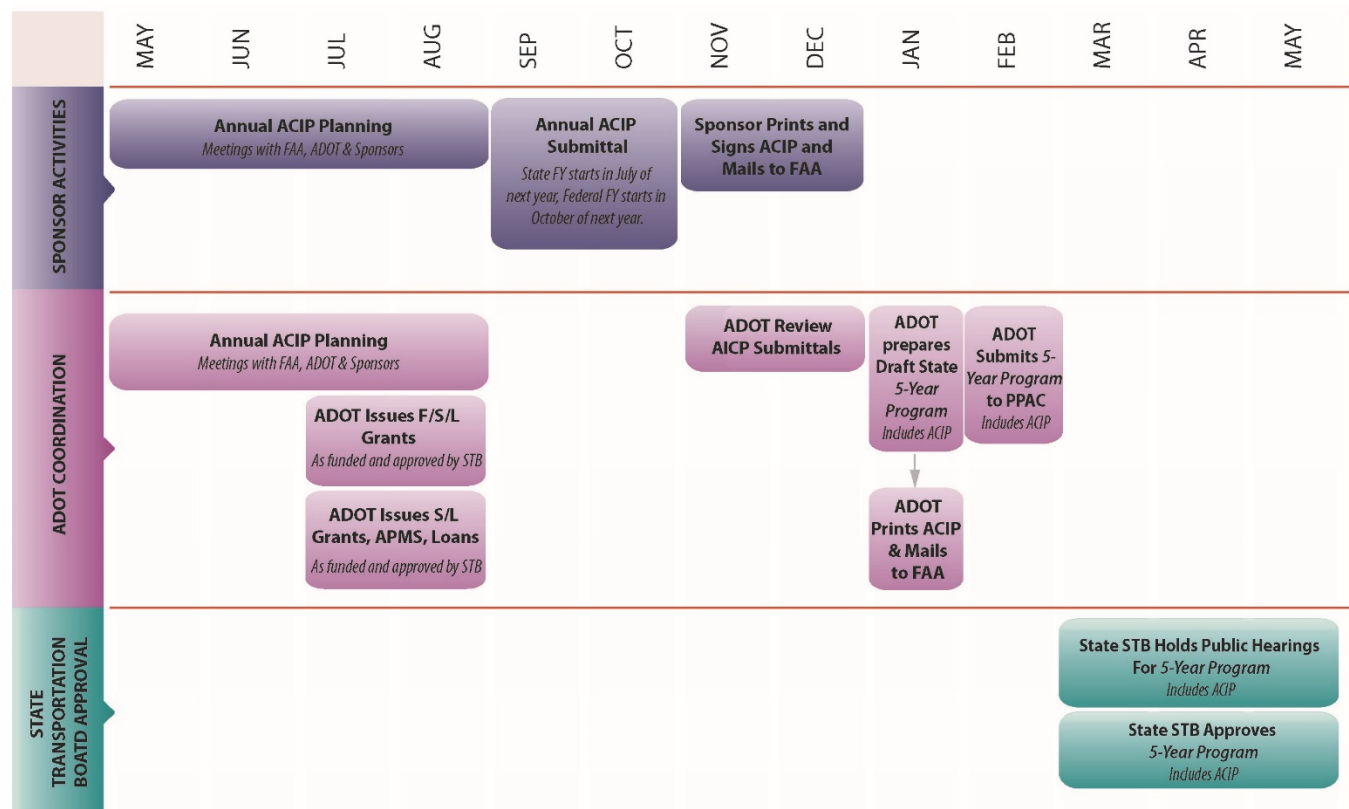 MAY
JUN
JUL
AUG
SEP
OCT
NOV
DEC
JAN
FEB
MAR
APR
MAY
SPONSOR ACTIVITIES
Annual ACIP Planning
Meetings with FAA, ADOT & Sponsors
Annual ACIP
Submittal
State FY starts in July of
next year, Federal FY starts in
October of next year.
Sponsor Prints and
Signs ACIP and
Mails to FAA
ADOT COORDINATION
Annual ACIP Planning
Meetings with FAA, ADOT & Sponsors
ADOT Issues F/S/L
Grants
As funded and approved by STB
ADOT Issues S/L
Grants, APMS, Loans
As funded and approved by STB
ADOT Review
AICP Submittals
ADOT
prepares
Draft State
5-Year
Program
Includes ACIP
ADOT
Prints ACIP
& Mails
to FAA
ADOT
Submits 5-
Year Program
to PPAC
Includes ACIP
STATE
TRANSPORTATION
BOATD APPROVAL
State STB Holds Public Hearings
For 5-Year Program
Includes ACIP
State STB Approves
5-Year Program
Includes ACIP